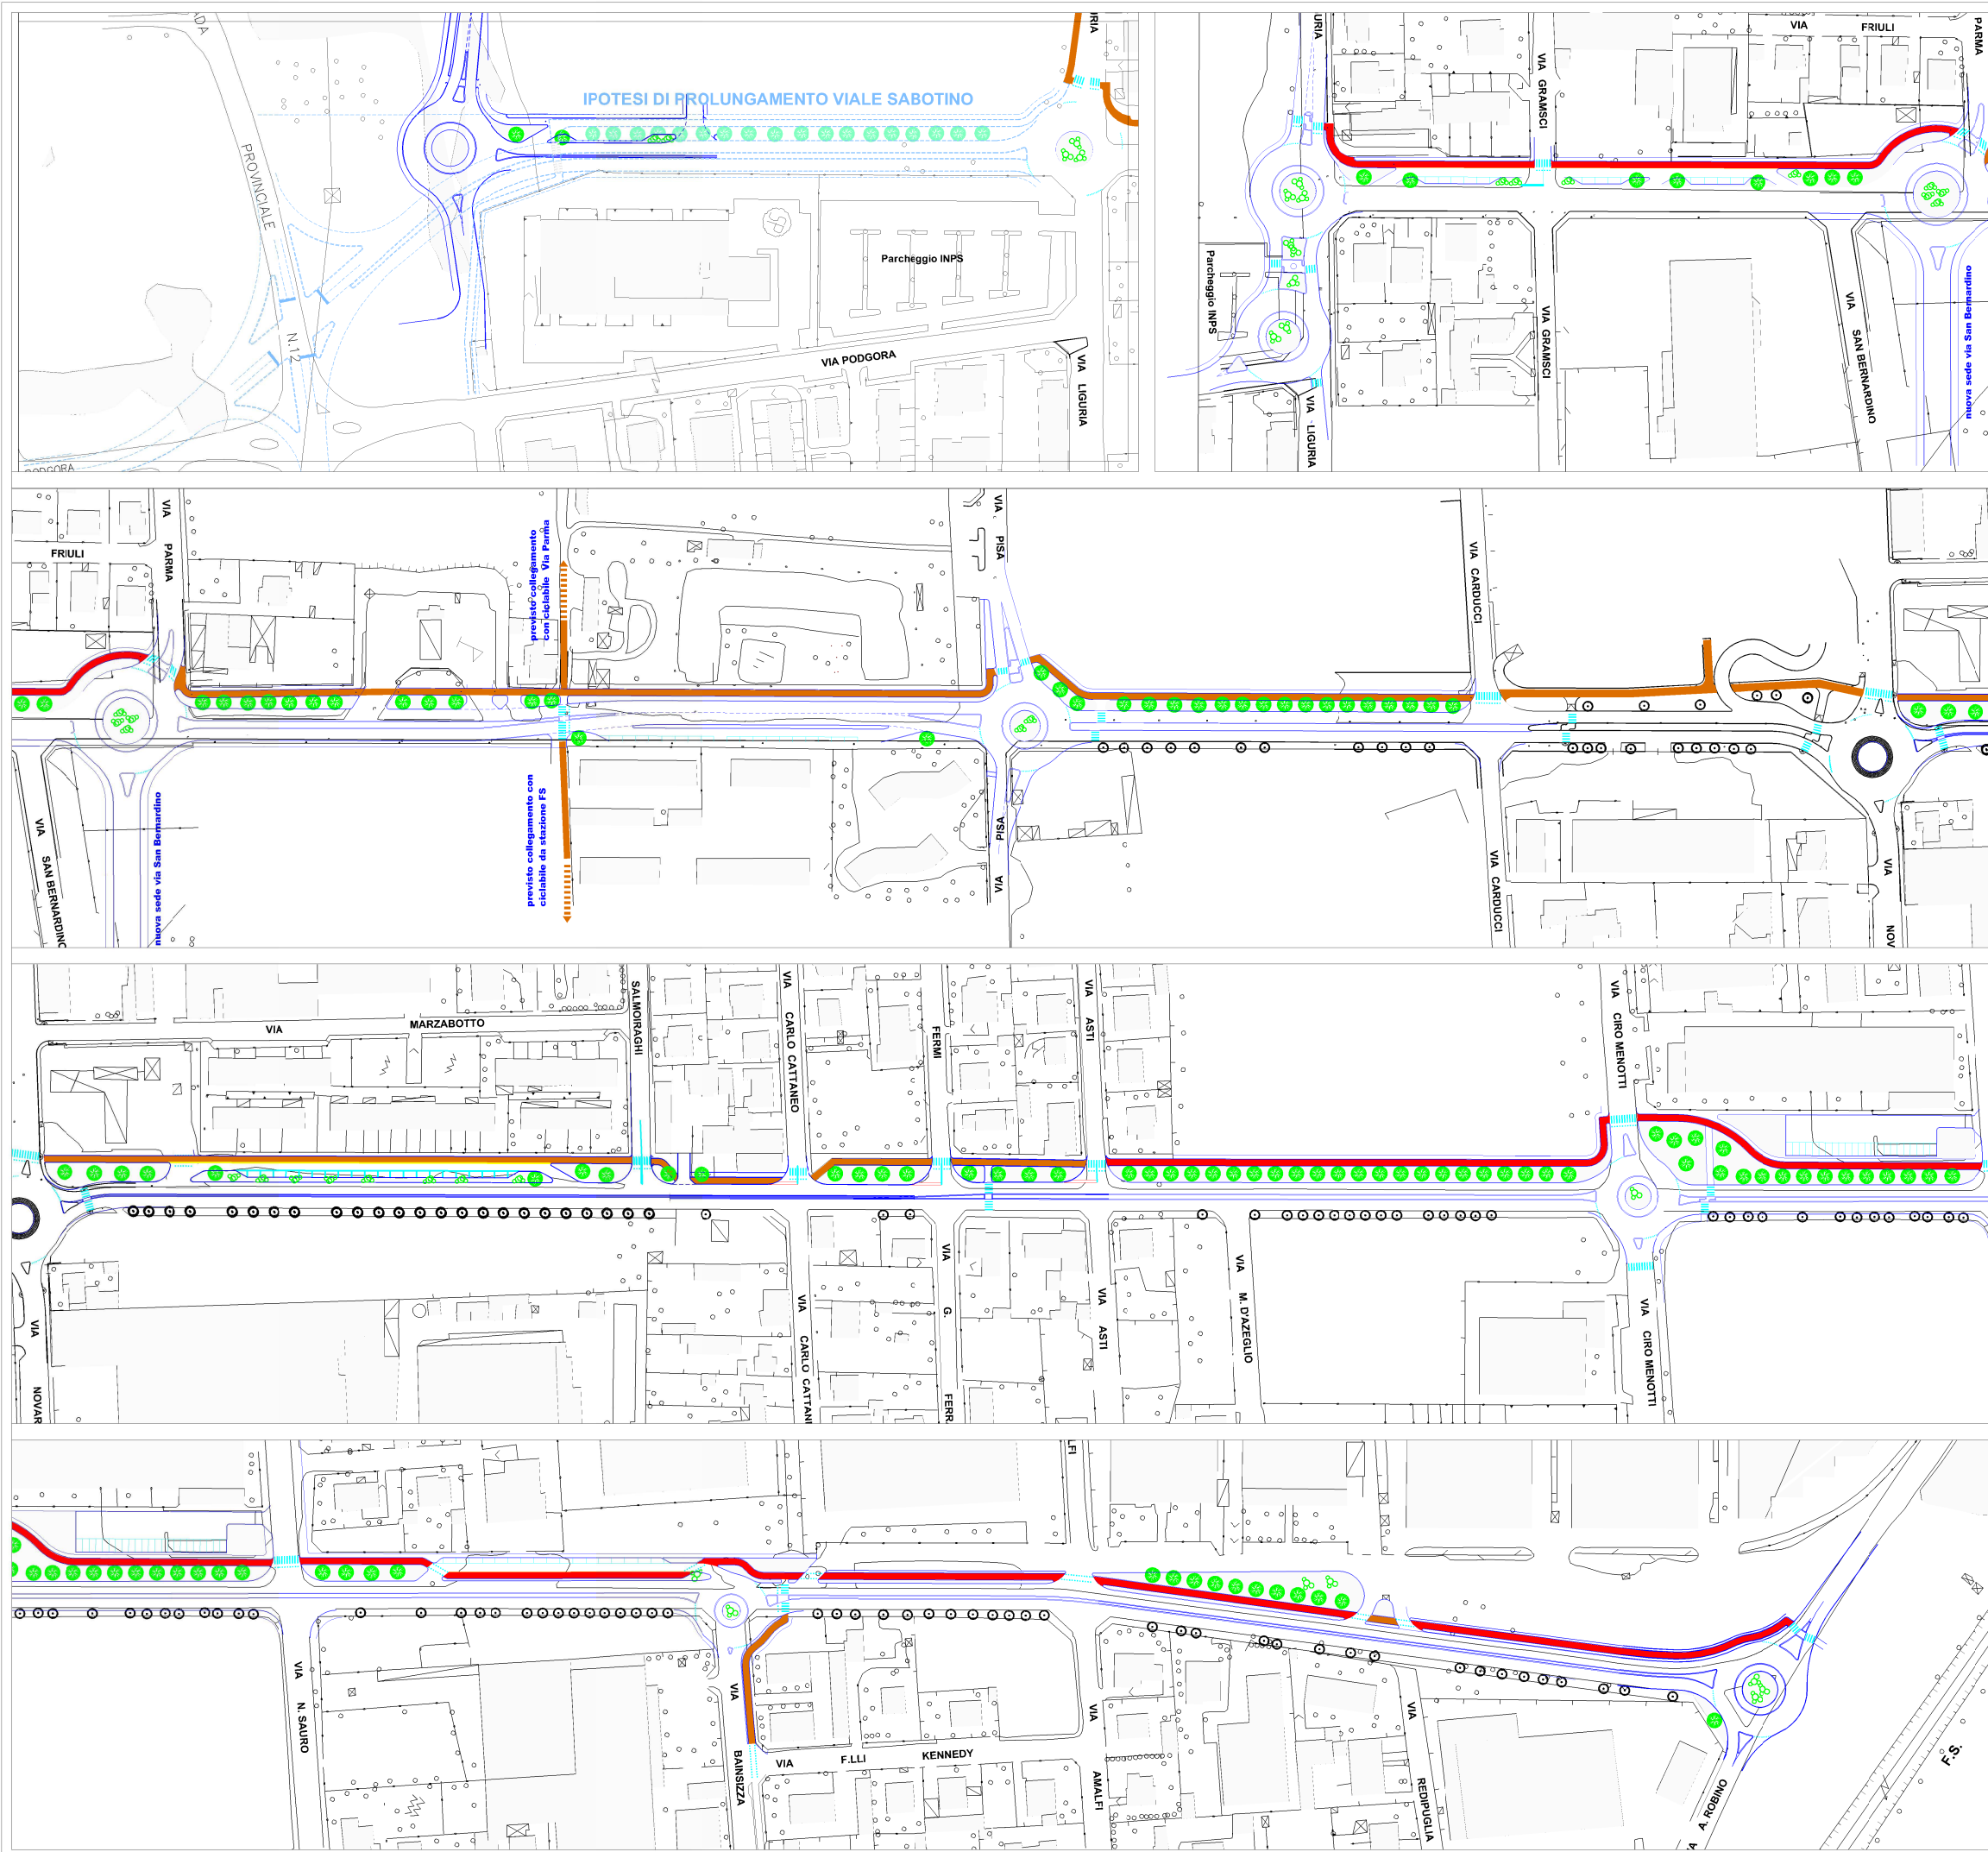 ADA
PROVINCIALE
N.12
PODGORA
IPOTESI DI PROLUNGAMENTO VIALE SABOTINO
RIA
Parcheggio INPS
VIA PODGORA
VIA LIGURIA
URIA
VIA GRAMSCI
VIA FRIULI
PARMA
Parcheggio INPS
VIA LIGURIA
VIA GRAMSCI
VIA SAN BERNARDINO
nuova sede via San Bernardino
FRIULI
VIA PARMA
previsto collegamento
con ciclabile Via Parma
VIA PISA
VIA CARDUCCI
VIA SAN BERNARDINO
nuova sede via San Bernardino
previsto collegamento con
ciclabile da stazione FS
VIA PISA
VIA CARDUCCI
VIA NOV
VIA MARZABOTTO
SALMOIRAGHI
VIA CARLO CATTANEO
FERMI
VIA ASTI
VIA CIRO MENOTTI
VIA NOVAR
VIA CARLO CATTANI
VIA G. FERR
VIA ASTI
VIA M. D'AZEGLIO
VIA CIRO MENOTTI
LFI
VIA N. SAURO
VIA BAINSIZZA
VIA F.LLI KENNEDY
VIA AMALFI
VIA REDIPUGLIA
A A. ROBINO
F.S.